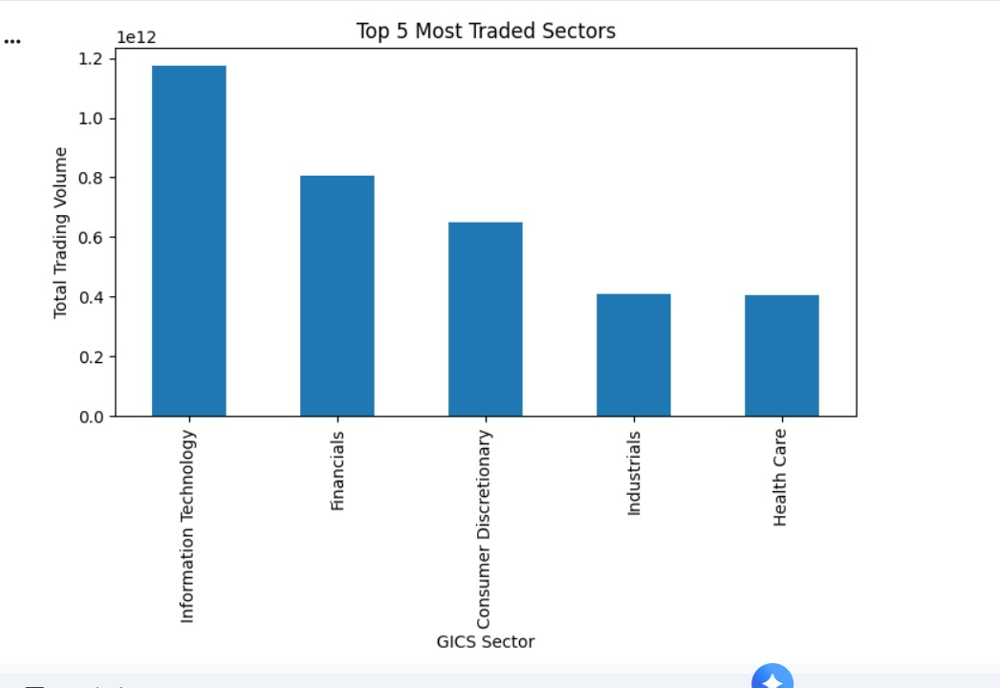 ...
Top 5 Most Traded Sectors
1e12
1.2
1.0
0.8
0.6
0.4
0.2
0.0
Total Trading Volume
Information Technology
Financials
Consumer Discretionary
Industrials
Health Care
GICS Sector